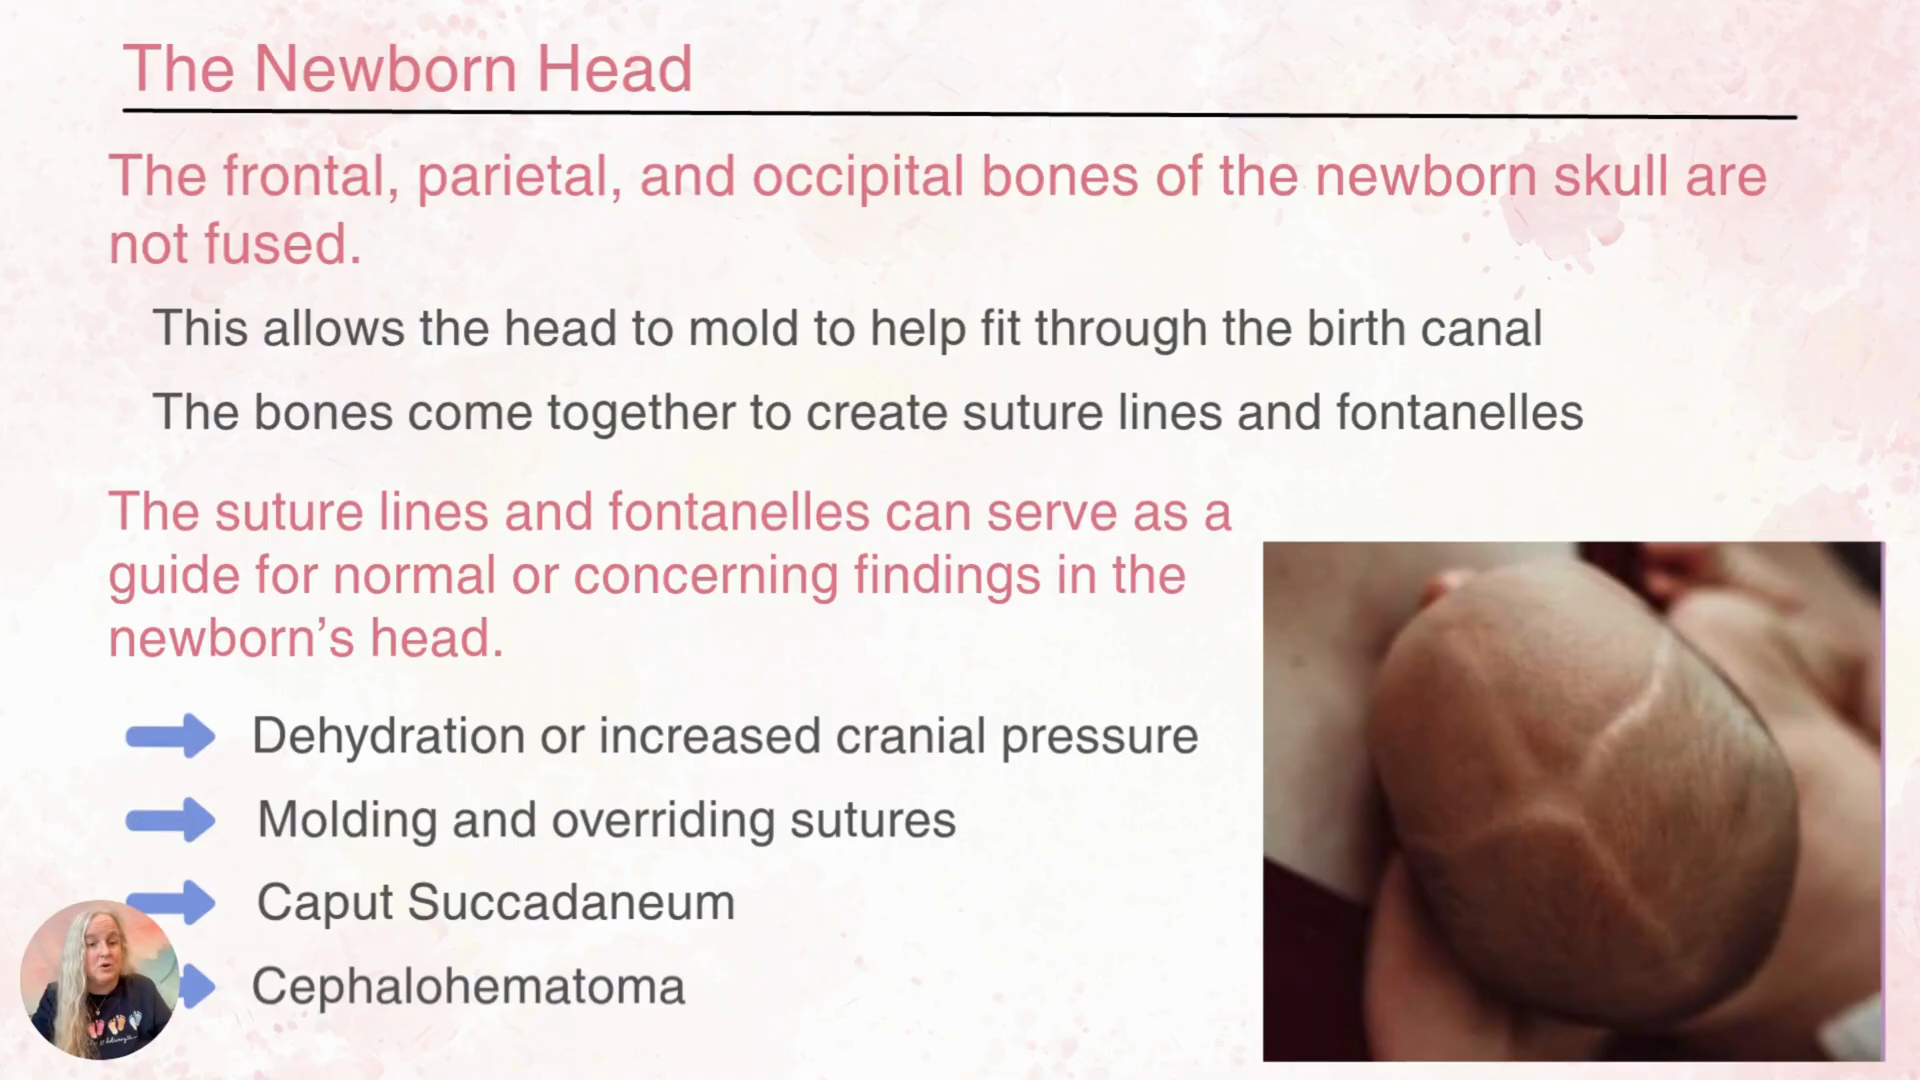 The Newborn Head
The frontal, parietal, and occipital bones of the newborn skull are
not fused.
This allows the head to mold to help fit through the birth canal
The bones come together to create suture lines and fontanelles
The suture lines and fontanelles can serve as a
guide for normal or concerning findings in the
newborn’s head.
Dehydration or increased cranial pressure
Molding and overriding sutures
Caput Succadaneum
Cephalohematoma